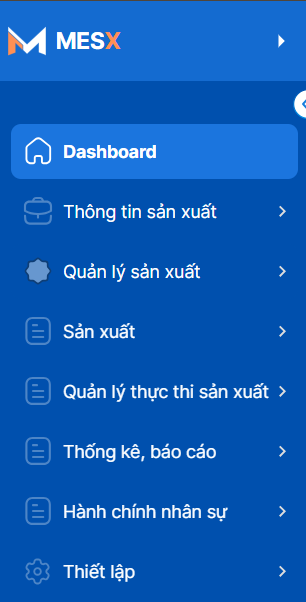 MESX
Dashboard
Thông tin sản xuất
Quản lý sản xuất
Sản xuất
Quản lý thực thi sản xuất
Thống kê, báo cáo
Hành chính nhân sự
Thiết lập